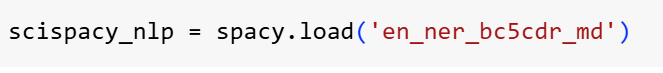 scispacy_nlp = spacy.load('en_ner_bc5cdr_md')